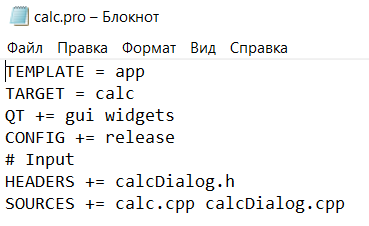 calc.pro – Блокнот
Файл Правка Формат Вид Справка
TEMPLATE = app
TARGET = calc
QT += gui widgets
CONFIG += release
# Input
HEADERS += calcDialog.h
SOURCES += calc.cpp calcDialog.cpp